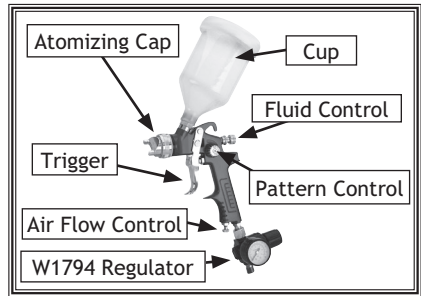 Atomizing Cap
Cup
Fluid Control
Trigger
Pattern Control
Air Flow Control
W1794 Regulator